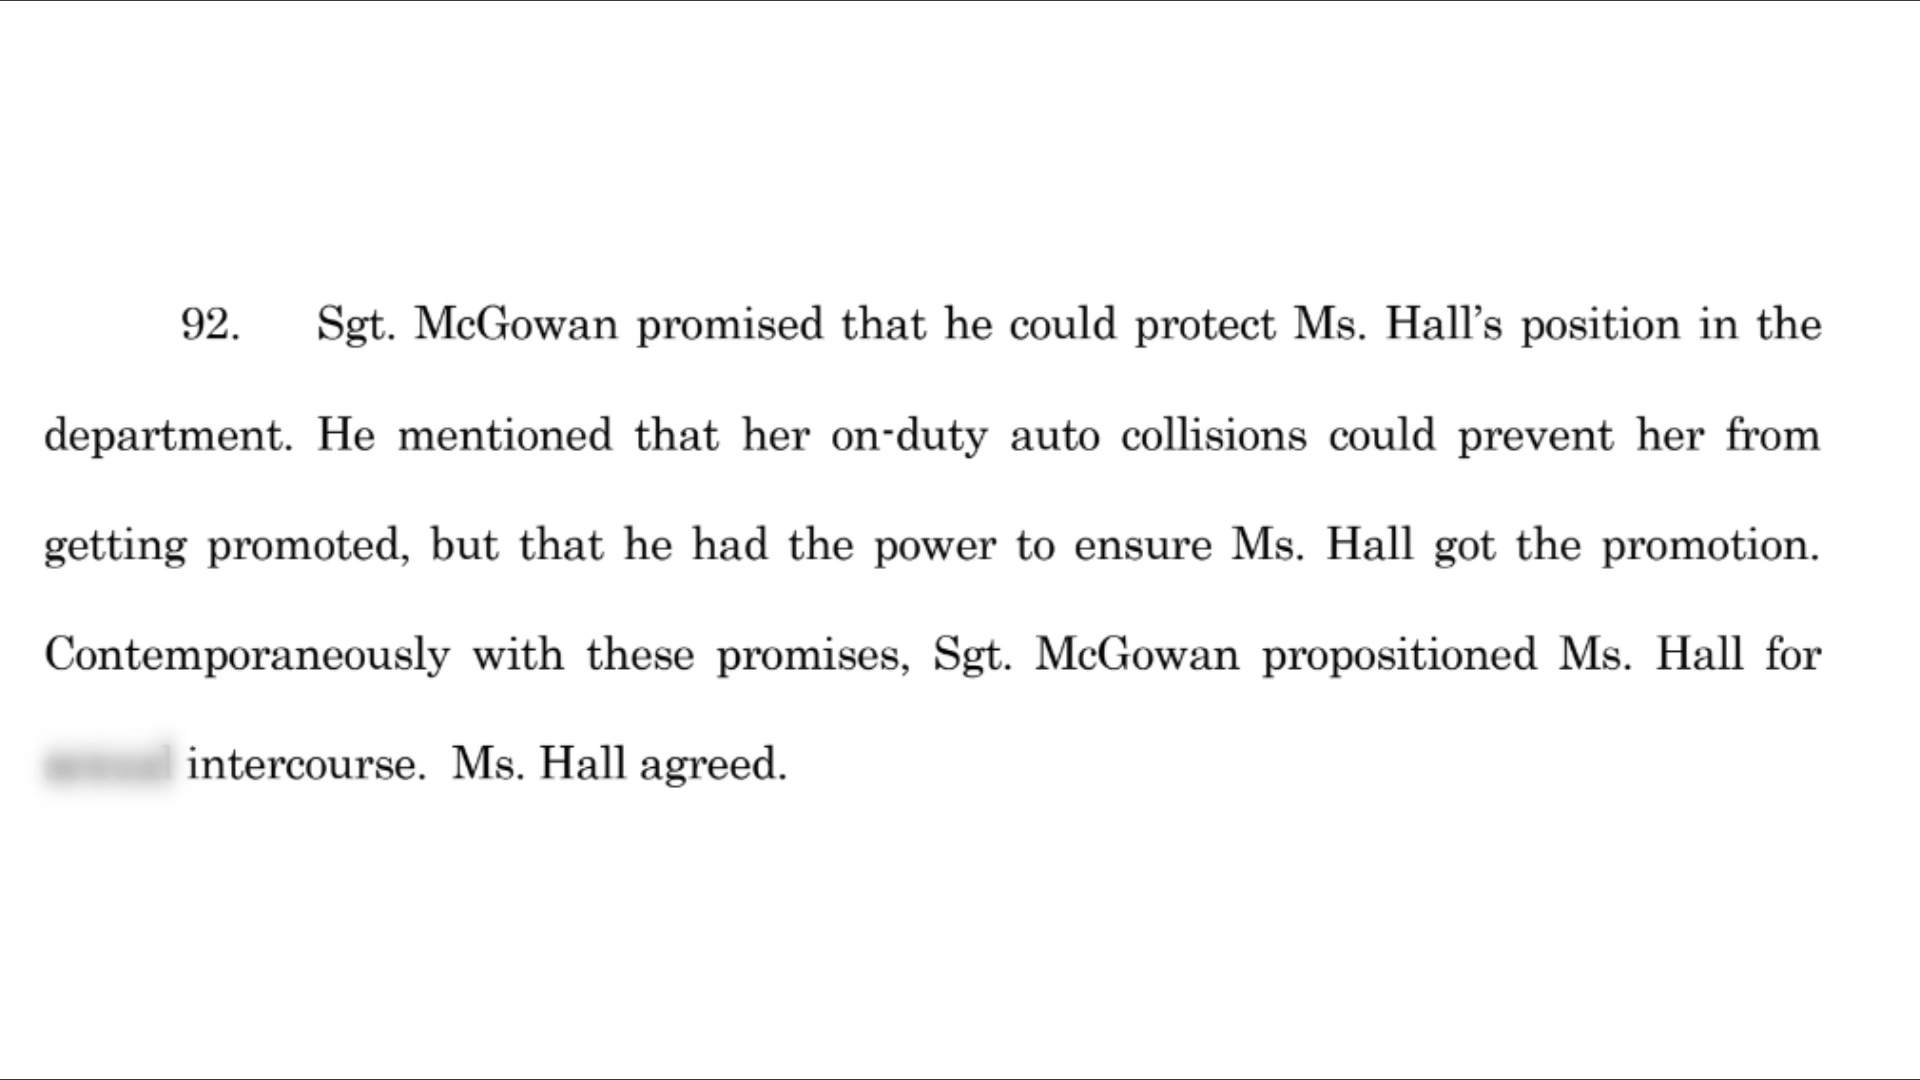 92. Sgt. McGowan promised that he could protect Ms. Hall’s position in the
department. He mentioned that her on-duty auto collisions could prevent her from
getting promoted, but that he had the power to ensure Ms. Hall got the promotion.
Contemporaneously with these promises, Sgt. McGowan propositioned Ms. Hall for
intercourse. Ms. Hall agreed.